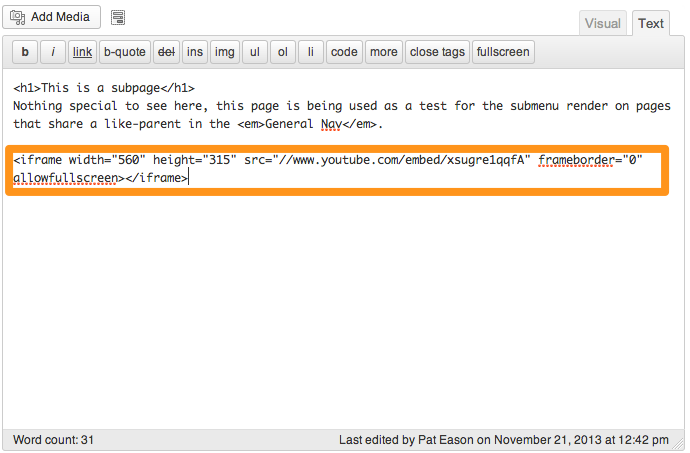 Add Media
Visual Text
b i link b-quote del ins img ul ol li code more close tags fullscreen
<h1>This is a subpage</h1>
Nothing special to see here, this page is being used as a test for the submenu render on pages
that share a like-parent in the <em>General Nav</em>.
<iframe width="560" height="315" src="//www.youtube.com/embed/xsugre1qqfA" frameborder="0"
allowfullscreen></iframe>
Word count: 31 Last edited by Pat Eason on November 21, 2013 at 12:42 pm